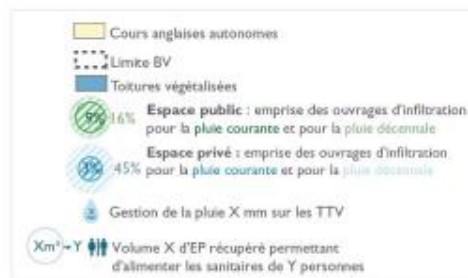 Cours anglaises autonomes
Limite BV
Toitures végétalisées
9% 16% Espace public : emprise des ouvrages d'infiltration
pour la pluie courante et pour la pluie décennale
3% 45% Espace privé : emprise des ouvrages d'infiltration
pour la pluie courante et pour la pluie décennale
Gestion de la pluie X mm sur les TTV
Xm³ → Y Volume X d'EP récupéré permettant
d'alimenter les sanitaires de Y personnes